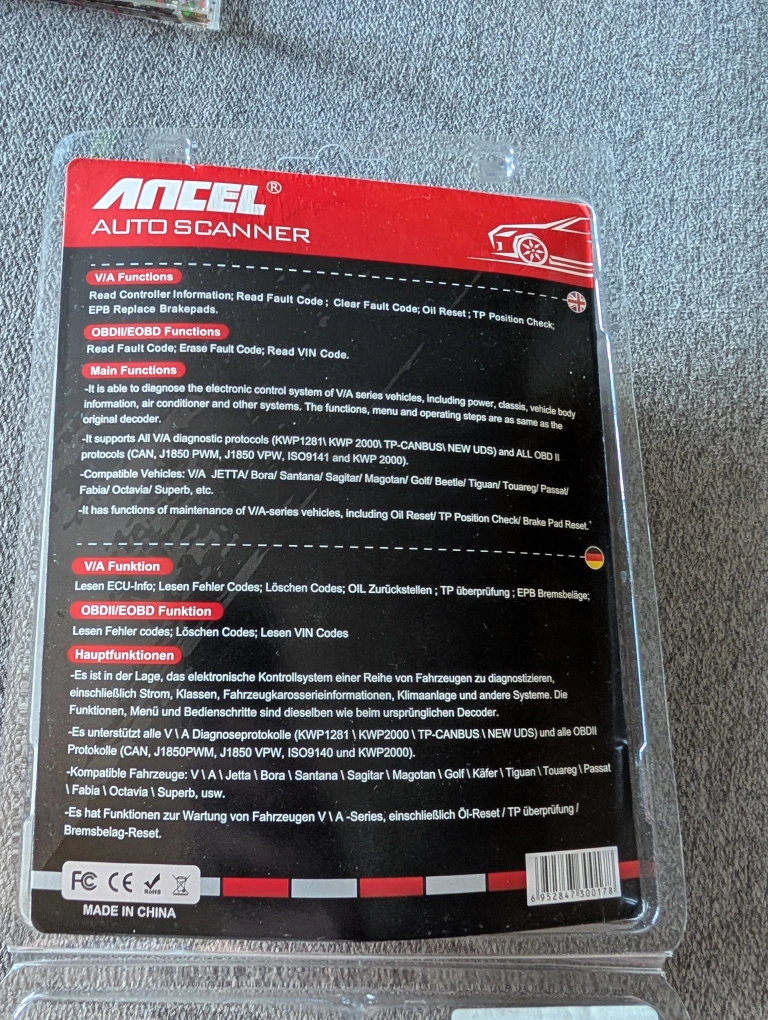 ANCEL®
AUTO SCANNER
V/A Functions
Read Controller Information; Read Fault Code ; Clear Fault Code; Oil Reset ; TP Position Check;
EPB Replace Brakepads.
OBDII/EOBD Functions
Read Fault Code; Erase Fault Code; Read VIN Code.
Main Functions
-It is able to diagnose the electronic control system of V/A series vehicles, including power, classis, vehicle body
information, air conditioner and other systems. The functions, menu and operating steps are as same as the
original decoder.
-It supports All V/A diagnostic protocols (KWP1281\ KWP 2000\ TP-CANBUS\ NEW UDS) and ALL OBD II
protocols (CAN, J1850 PWM, J1850 VPW, ISO9141 and KWP 2000).
-Compatible Vehicles: V/A JETTA/ Bora/ Santana/ Sagitar/ Magotan/ Golf/ Beetle/ Tiguan/ Touareg/ Passat/
Fabia/ Octavia/ Superb, etc.
-It has functions of maintenance of V/A-series vehicles, including Oil Reset/ TP Position Check/ Brake Pad Reset.
V/A Funktion
Lesen ECU-Info; Lesen Fehler Codes; Löschen Codes; OIL Zurückstellen ; TP überprüfung ; EPB Bremsbeläge;
OBDII/EOBD Funktion
Lesen Fehler codes; Löschen Codes; Lesen VIN Codes
Hauptfunktionen
-Es ist in der Lage, das elektronische Kontrollsystem einer Reihe von Fahrzeugen zu diagnostizieren,
einschließlich Strom, Klassen, Fahrzeugkarosserieinformationen, Klimaanlage und andere Systeme. Die
Funktionen, Menü und Bedienschritte sind dieselben wie beim ursprünglichen Decoder.
-Es unterstützt alle V \ A Diagnoseprotokolle (KWP1281 \ KWP2000 \ TP-CANBUS \ NEW UDS) und alle OBDII
Protokolle (CAN, J1850PWM, J1850 VPW, ISO9140 und KWP2000).
-Kompatible Fahrzeuge: V \ A \ Jetta \ Bora \ Santana \ Sagitar \ Magotan \ Golf \ Käfer \ Tiguan \ Touareg \ Passat
\ Fabia \ Octavia \ Superb, usw.
-Es hat Funktionen zur Wartung von Fahrzeugen V \ A -Series, einschließlich Öl-Reset / TP überprüfung /
Bremsbelag-Reset.
FC CE RoHS
6 952847 300178
MADE IN CHINA